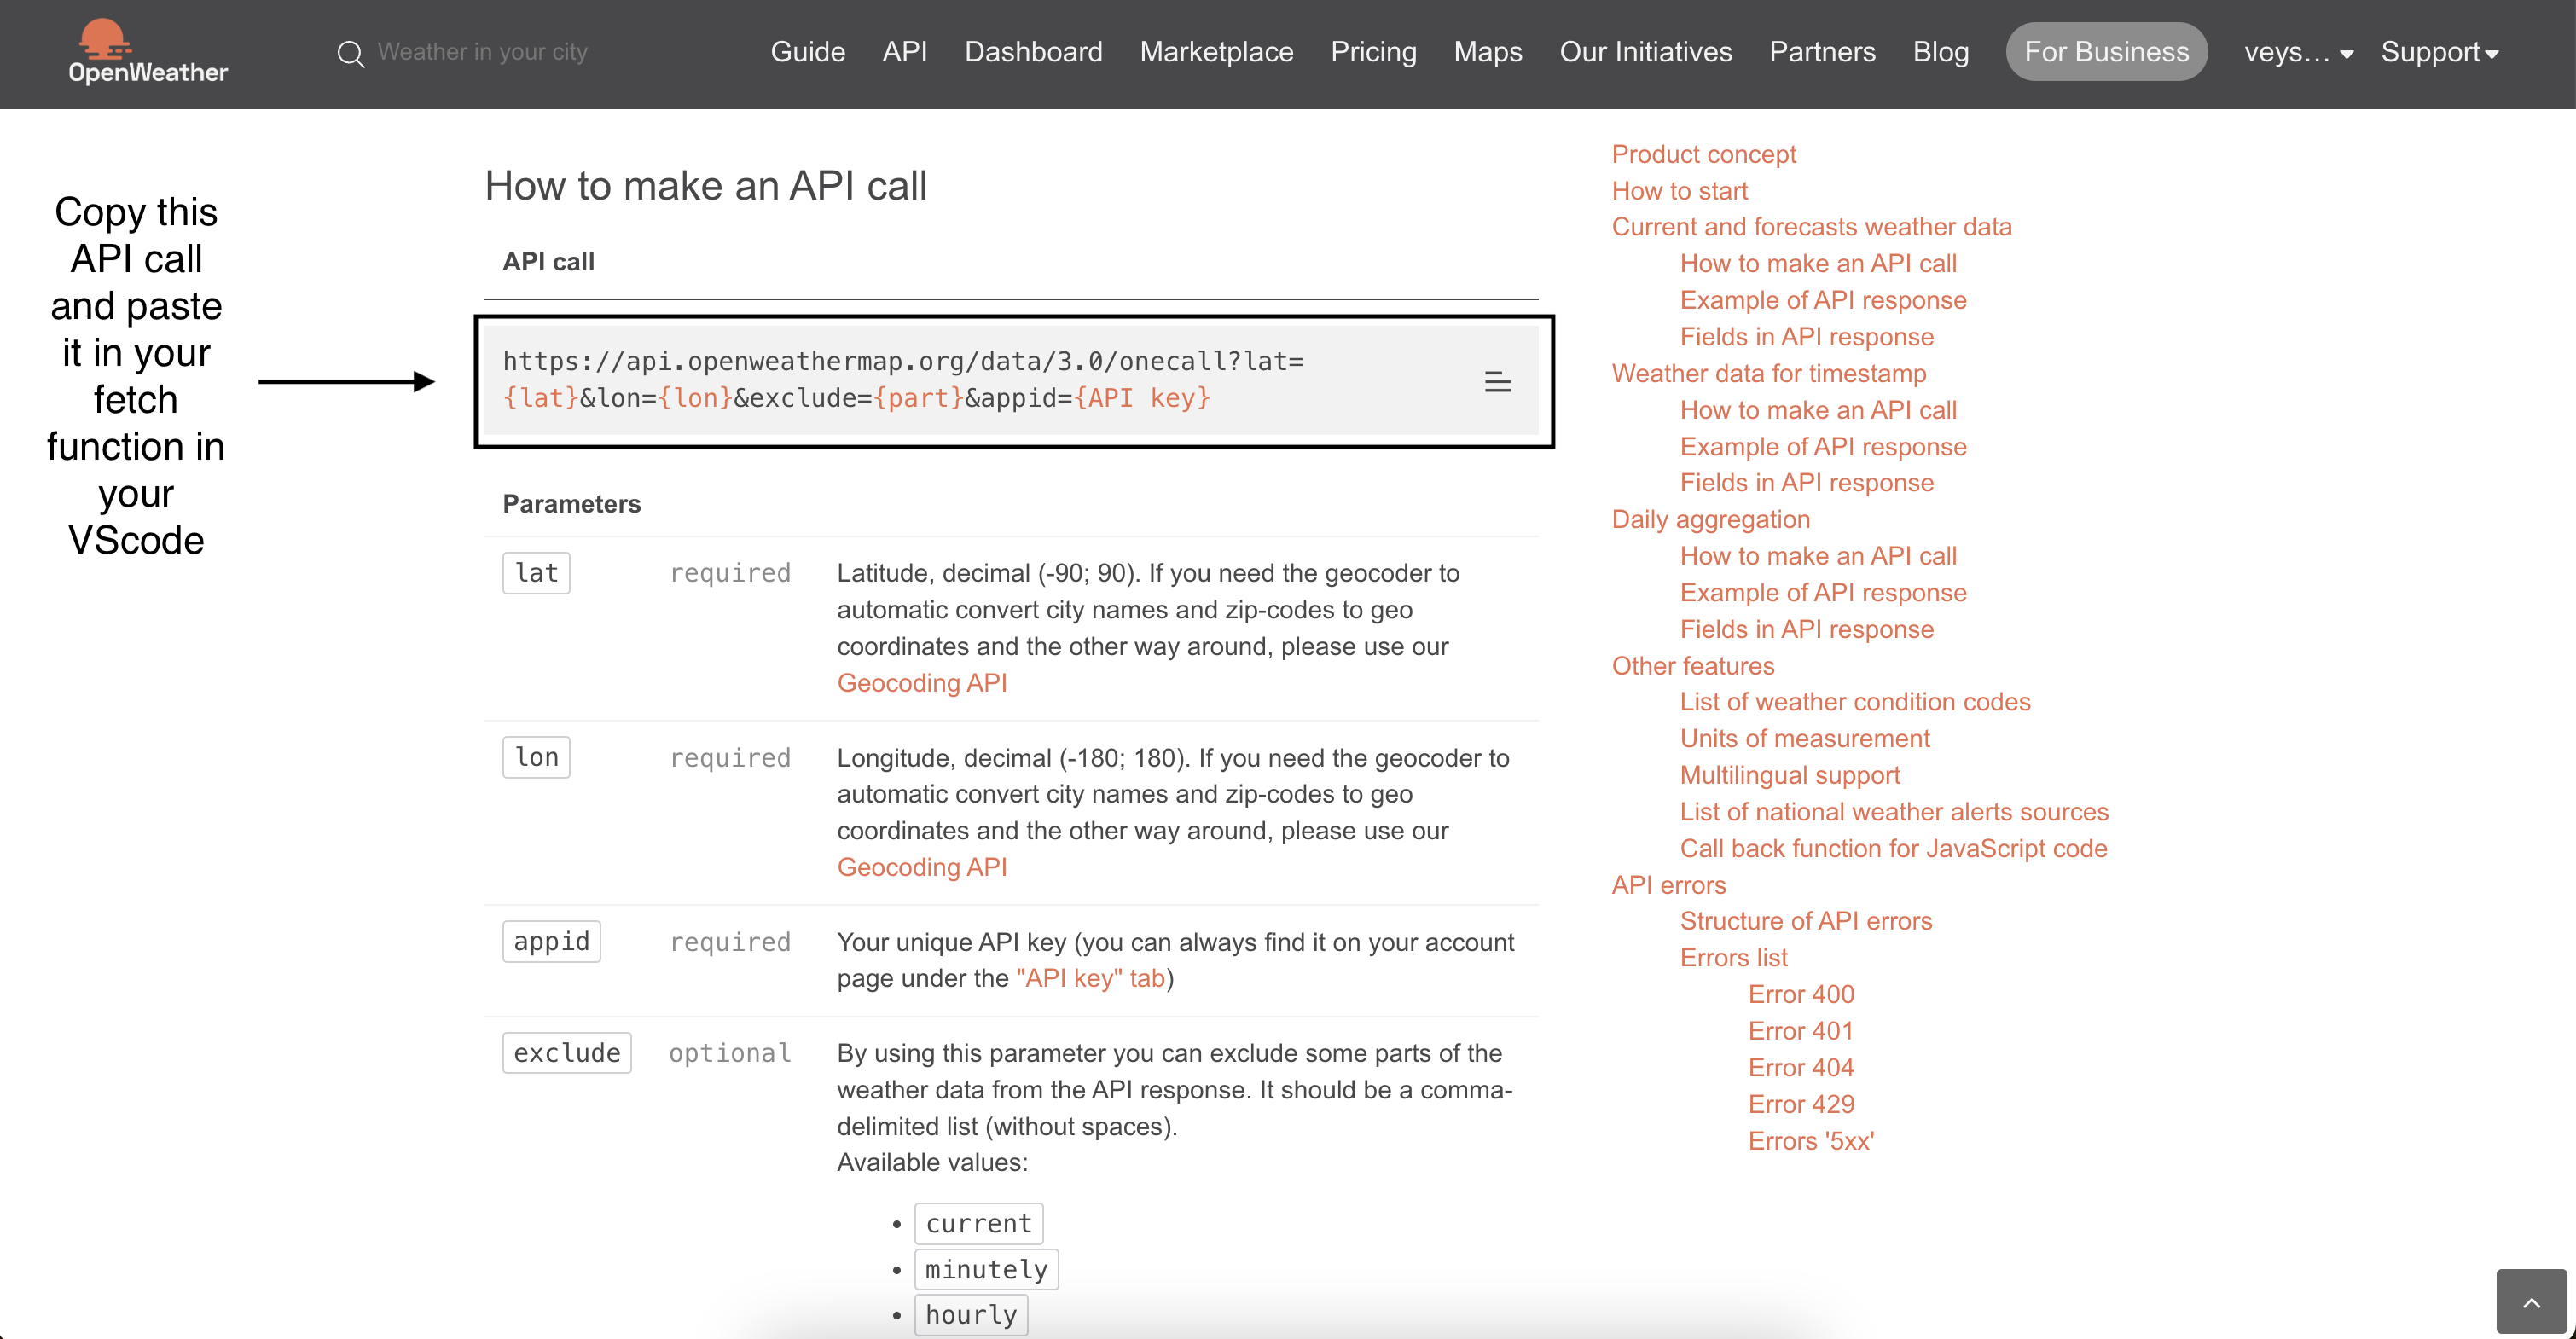 OpenWeather
Weather in your city
Guide API Dashboard Marketplace Pricing Maps Our Initiatives Partners Blog For Business veys... Support
Copy this
API call
and paste
it in your
fetch
function in
your
VScode
How to make an API call
API call
https://api.openweathermap.org/data/3.0/onecall?lat=
{lat}&lon={lon}&exclude={part}&appid={API key}
Parameters
lat required Latitude, decimal (-90; 90). If you need the geocoder to
automatic convert city names and zip-codes to geo
coordinates and the other way around, please use our
Geocoding API
lon required Longitude, decimal (-180; 180). If you need the geocoder to
automatic convert city names and zip-codes to geo
coordinates and the other way around, please use our
Geocoding API
appid required Your unique API key (you can always find it on your account
page under the "API key" tab)
exclude optional By using this parameter you can exclude some parts of the
weather data from the API response. It should be a comma-
delimited list (without spaces).
Available values:
• current
• minutely
• hourly
Product concept
How to start
Current and forecasts weather data
How to make an API call
Example of API response
Fields in API response
Weather data for timestamp
How to make an API call
Example of API response
Fields in API response
Daily aggregation
How to make an API call
Example of API response
Fields in API response
Other features
List of weather condition codes
Units of measurement
Multilingual support
List of national weather alerts sources
Call back function for JavaScript code
API errors
Structure of API errors
Errors list
Error 400
Error 401
Error 404
Error 429
Errors '5xx'